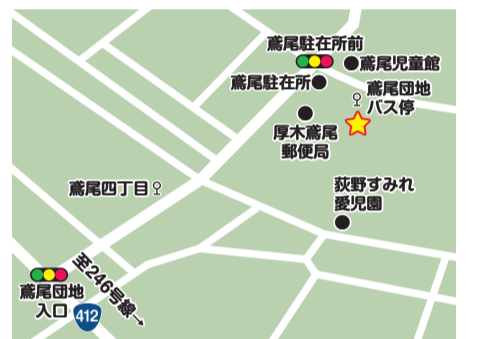 鳶尾駐在所前
鳶尾児童館
鳶尾駐在所
鳶尾団地
バス停
厚木鳶尾
郵便局
鳶尾四丁目
荻野すみれ
愛児園
至246号線→
鳶尾団地
入口
412